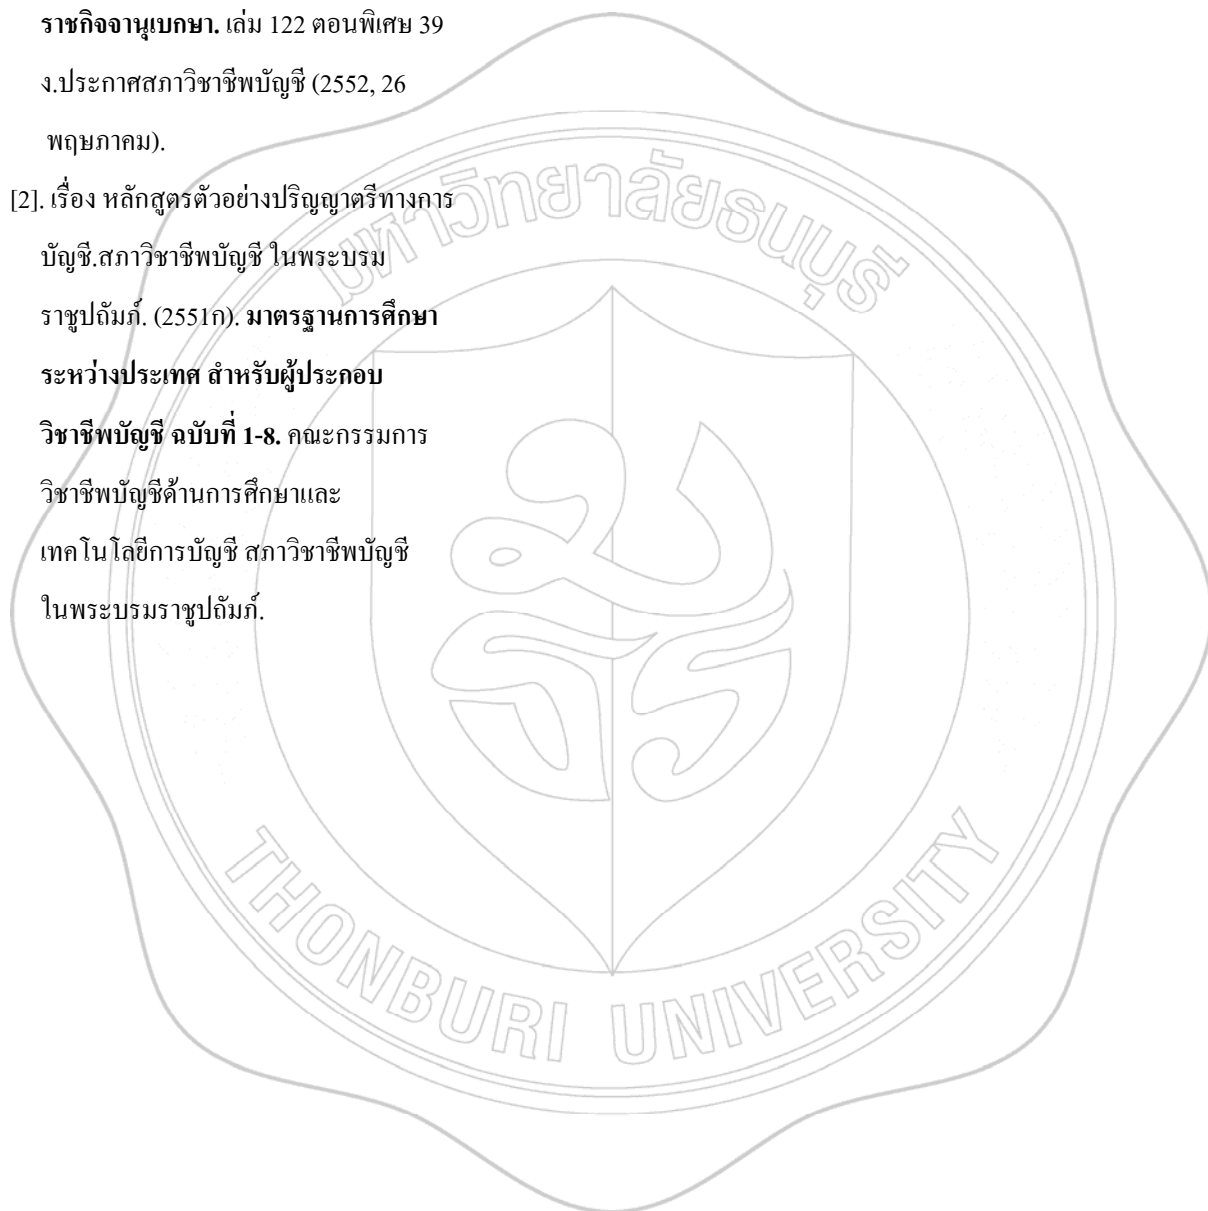 ราชกิจจานุเบกษา. เล่ม 122 ตอนพิเศษ 39
ง.ประกาศสภาวิชาชีพบัญชี (2552, 26
พฤษภาคม).
[2]. เรื่อง หลักสูตรตัวอย่างปริญญาตรีทางการ
บัญชี.สภาวิชาชีพบัญชี ในพระบรม
ราชูปถัมภ์. (2551ก). มาตรฐานการศึกษา
ระหว่างประเทศ สำหรับผู้ประกอบ
วิชาชีพบัญชี ฉบับที่ 1-8. คณะกรรมการ
วิชาชีพบัญชีด้านการศึกษาและ
เทคโนโลยีการบัญชี สภาวิชาชีพบัญชี
ในพระบรมราชูปถัมภ์.
มหาวิทยาลัยธนบุรี
มธร
THONBURI UNIVERSITY